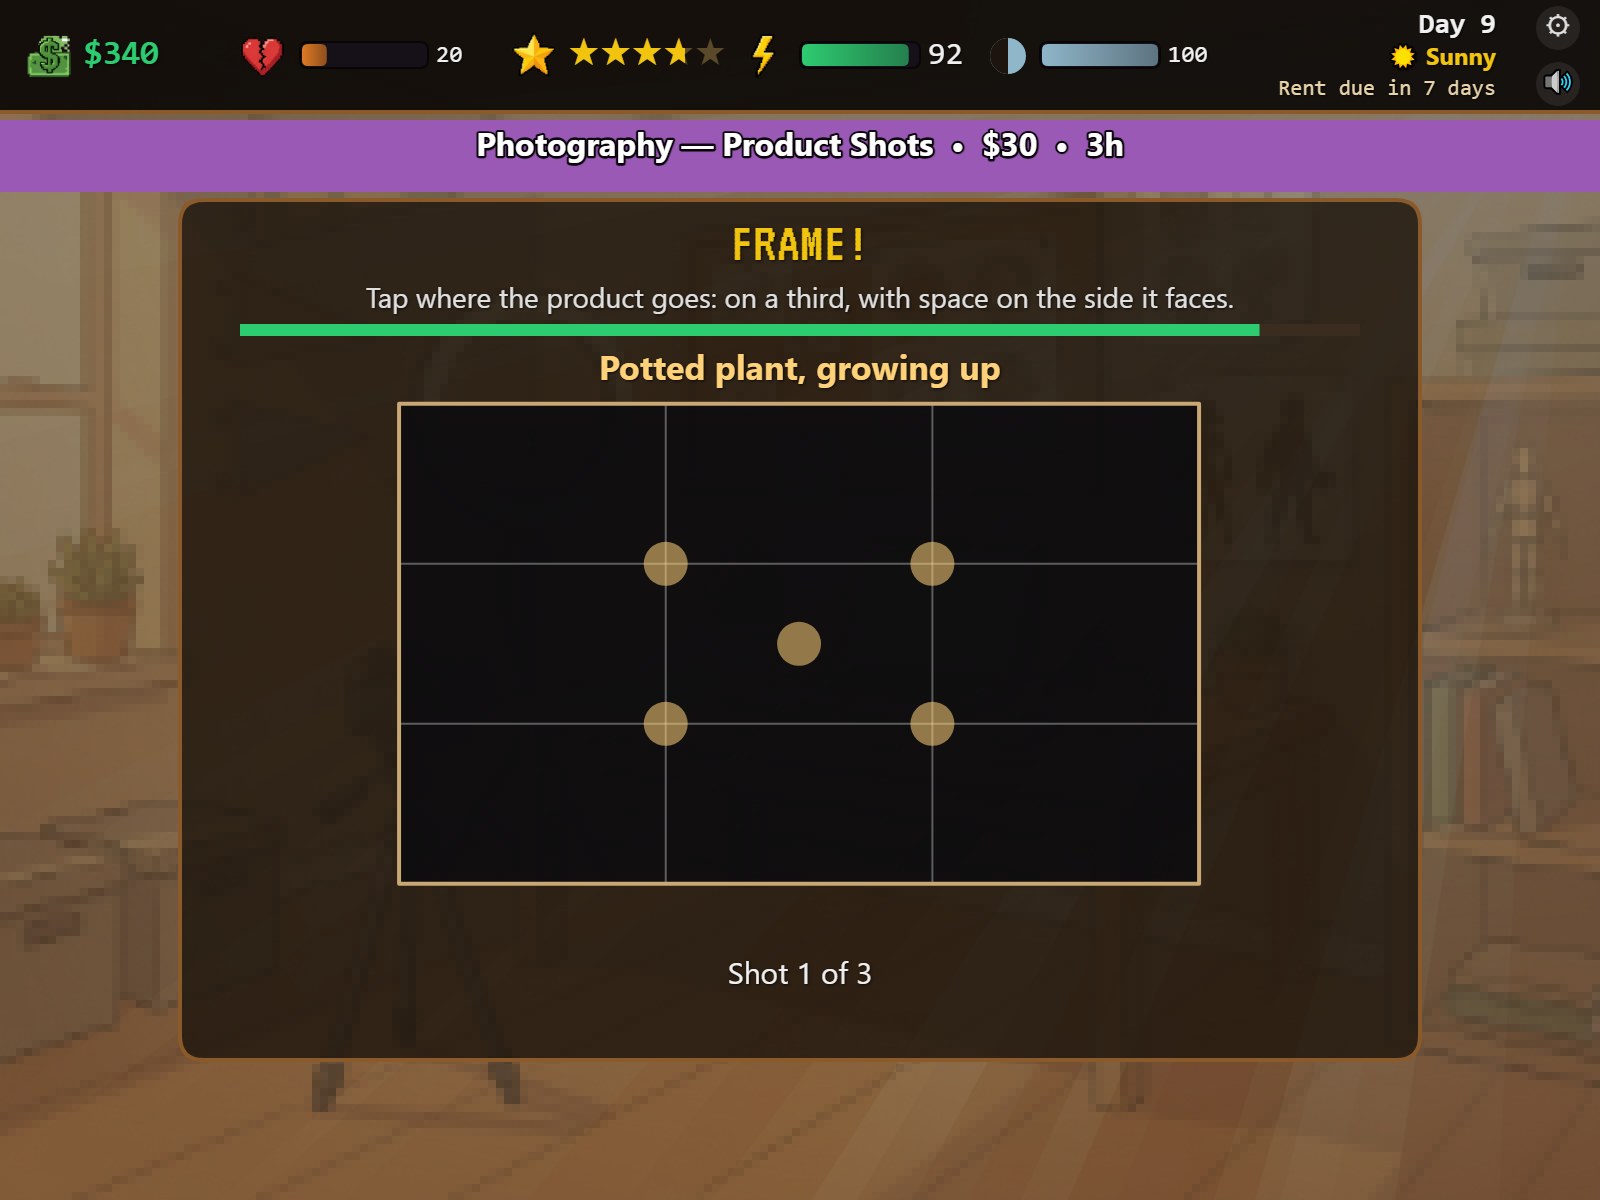 $340
20
92
100
Day 9
Sunny
Rent due in 7 days
Photography — Product Shots • $30 • 3h
FRAME!
Tap where the product goes: on a third, with space on the side it faces.
Potted plant, growing up
Shot 1 of 3